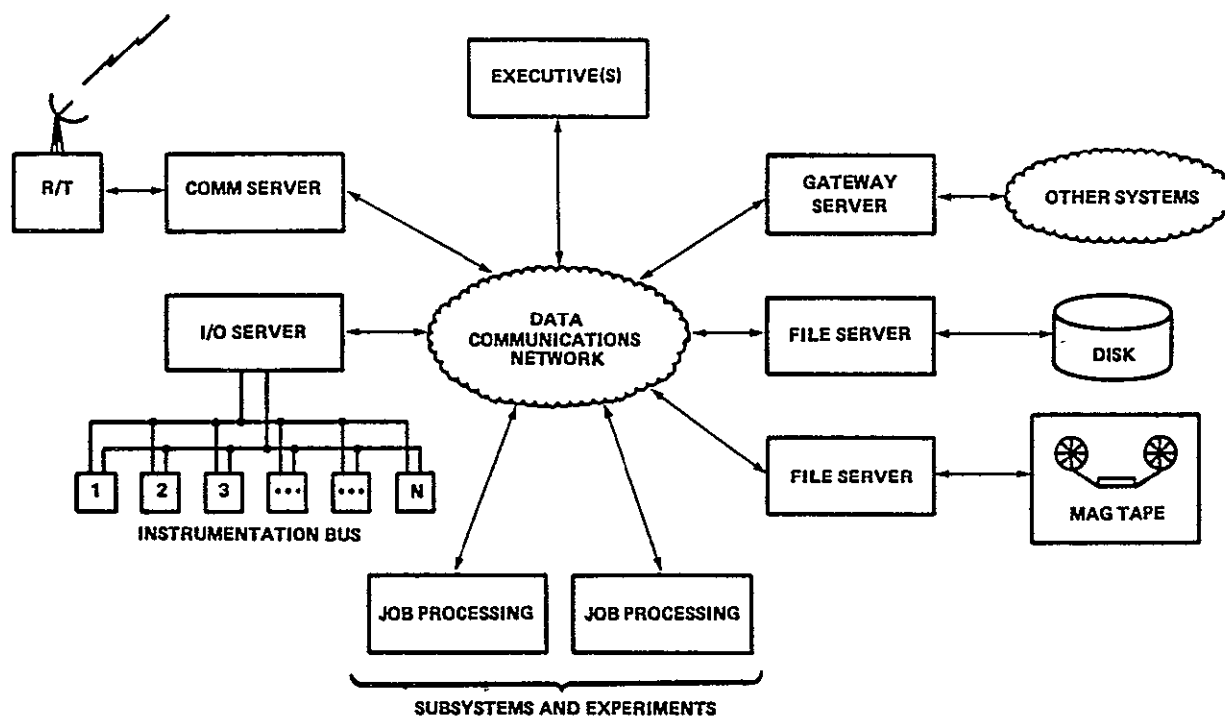 EXECUTIVE(S)
R/T
COMM SERVER
GATEWAY
SERVER
OTHER SYSTEMS
I/O SERVER
DATA
COMMUNICATIONS
NETWORK
FILE SERVER
DISK
1
2
3
•••
•••
N
INSTRUMENTATION BUS
FILE SERVER
MAG TAPE
JOB PROCESSING
JOB PROCESSING
SUBSYSTEMS AND EXPERIMENTS